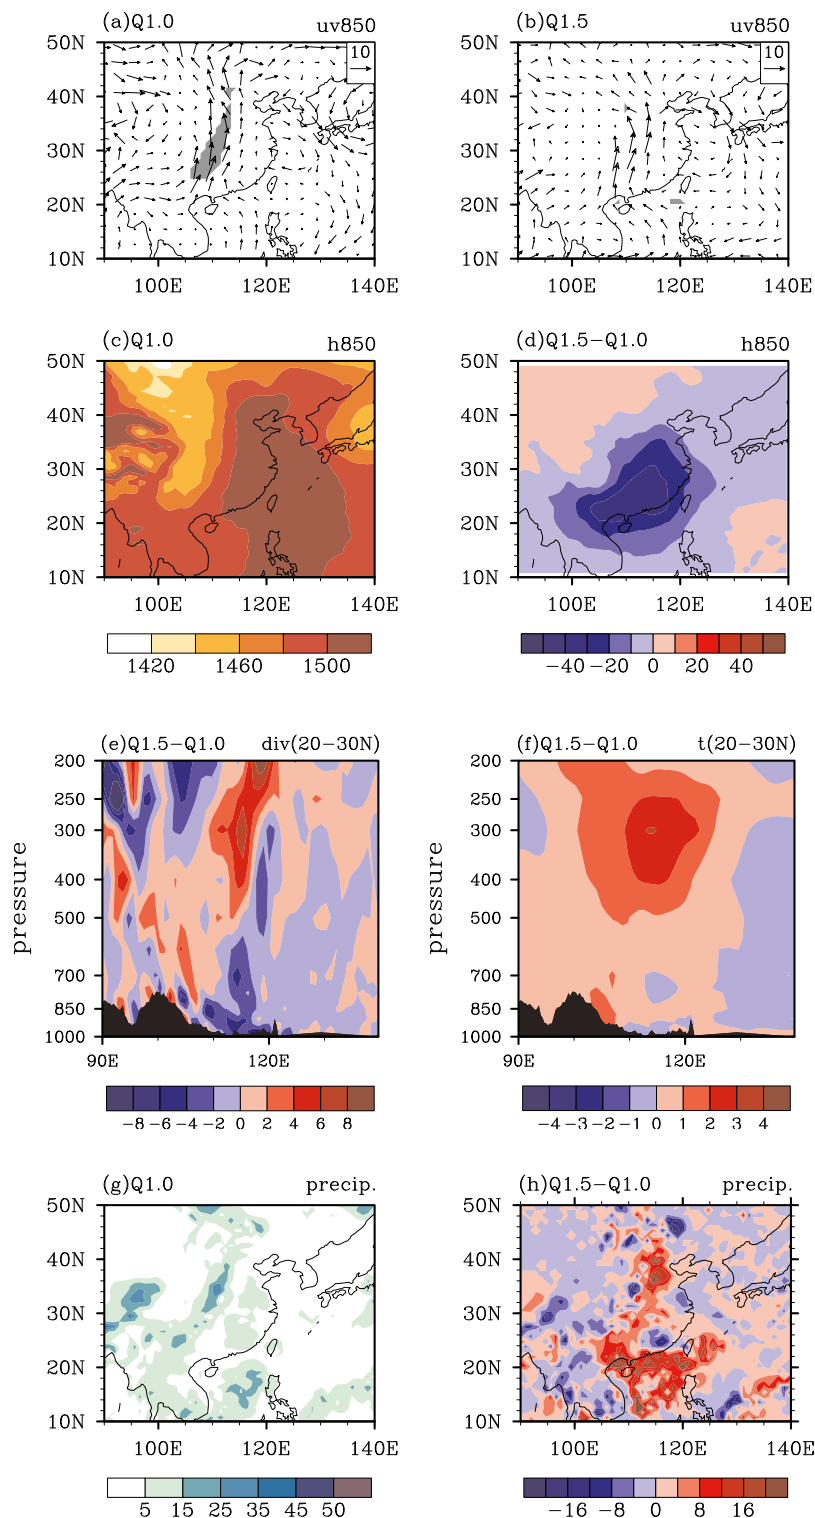 (a)Q1.0 uv850
(b)Q1.5 uv850
50N
40N
30N
20N
10N
10
100E 120E 140E
50N
40N
30N
20N
10N
10
100E 120E 140E
(c)Q1.0 h850
(d)Q1.5−Q1.0 h850
50N
40N
30N
20N
10N
100E 120E 140E
1420 1460 1500
50N
40N
30N
20N
10N
100E 120E 140E
−40 −20 0 20 40
(e)Q1.5−Q1.0 div(20−30N)
(f)Q1.5−Q1.0 t(20−30N)
pressure
200
250
300
400
500
700
850
1000
90E 120E
−8 −6 −4 −2 0 2 4 6 8
pressure
200
250
300
400
500
700
850
1000
90E 120E
−4 −3 −2 −1 0 1 2 3 4
(g)Q1.0 precip.
(h)Q1.5−Q1.0 precip.
50N
40N
30N
20N
10N
100E 120E 140E
5 15 25 35 45 50
50N
40N
30N
20N
10N
100E 120E 140E
−16 −8 0 8 16